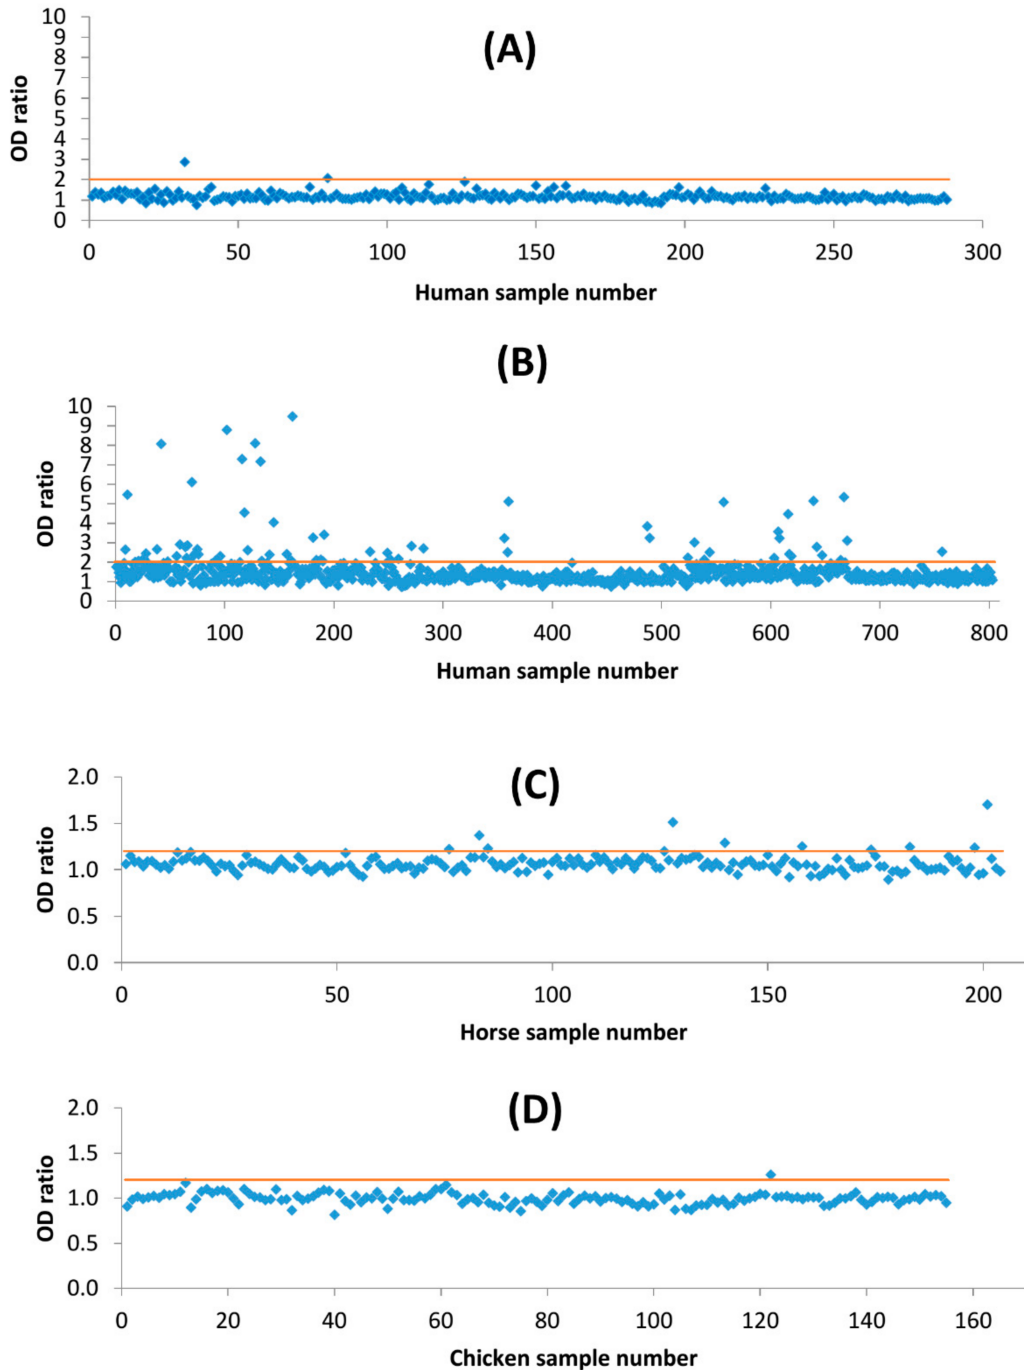 (A)
10
9
8
7
6
5
4
3
2
1
0
OD ratio
0 50 100 150 200 250 300
Human sample number
(B)
10
9
8
7
6
5
4
3
2
1
0
OD ratio
0 100 200 300 400 500 600 700 800
Human sample number
(C)
2.0
1.5
1.0
0.5
0.0
OD ratio
0 50 100 150 200
Horse sample number
(D)
2.0
1.5
1.0
0.5
0.0
OD ratio
0 20 40 60 80 100 120 140 160
Chicken sample number